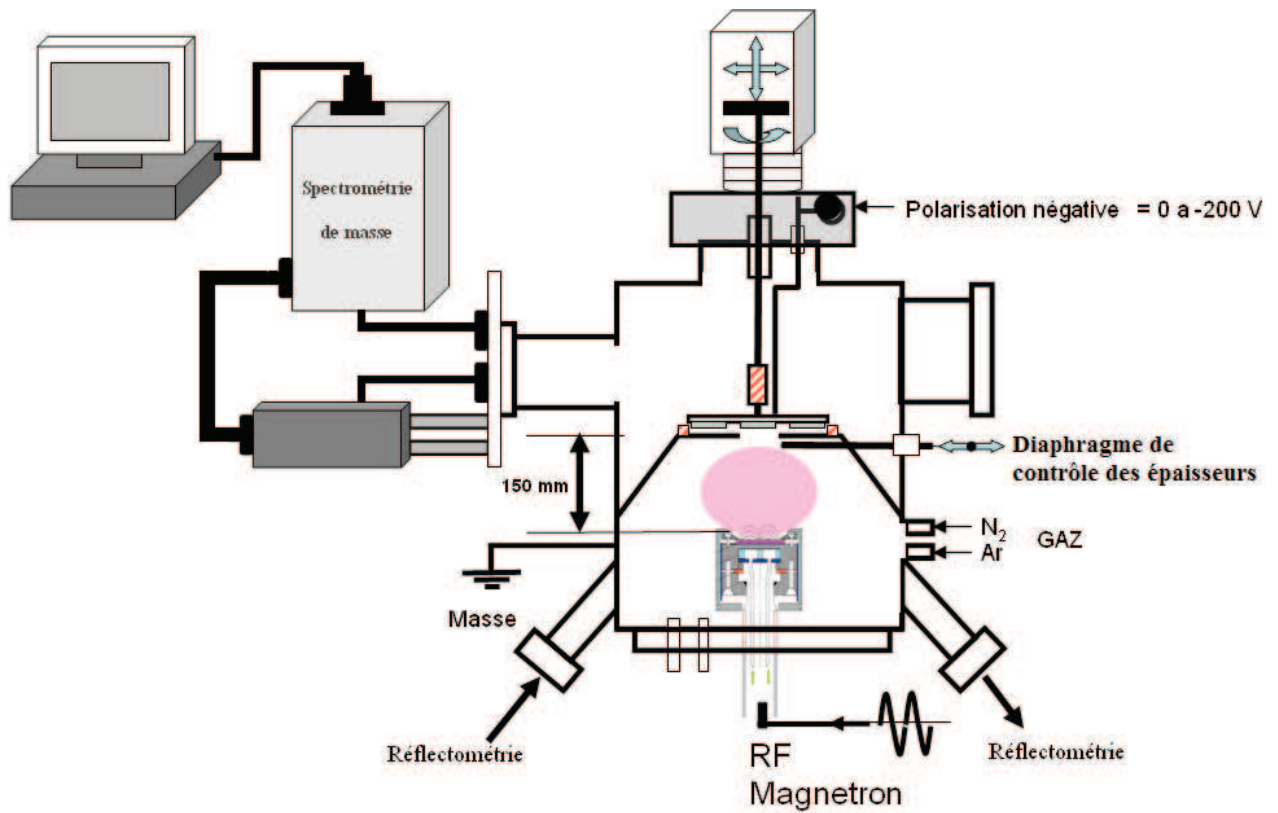 Spectrométrie
de masse
Polarisation négative = 0 a -200 V
Diaphragme de
contrôle des épaisseurs
150 mm
N2
Ar
GAZ
Masse
Réflectométrie
RF
Magnetron
Réflectométrie